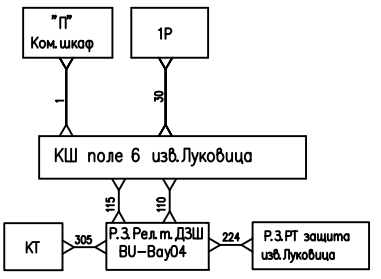 "П"
Ком. шкаф
1Р
1
30
КШ поле 6 изв. Луковица
115
110
Р. З. Рел. т. ДЗШ
BU-Bay04
КТ
305
224
Р. З. РТ защита
изв. Луковица